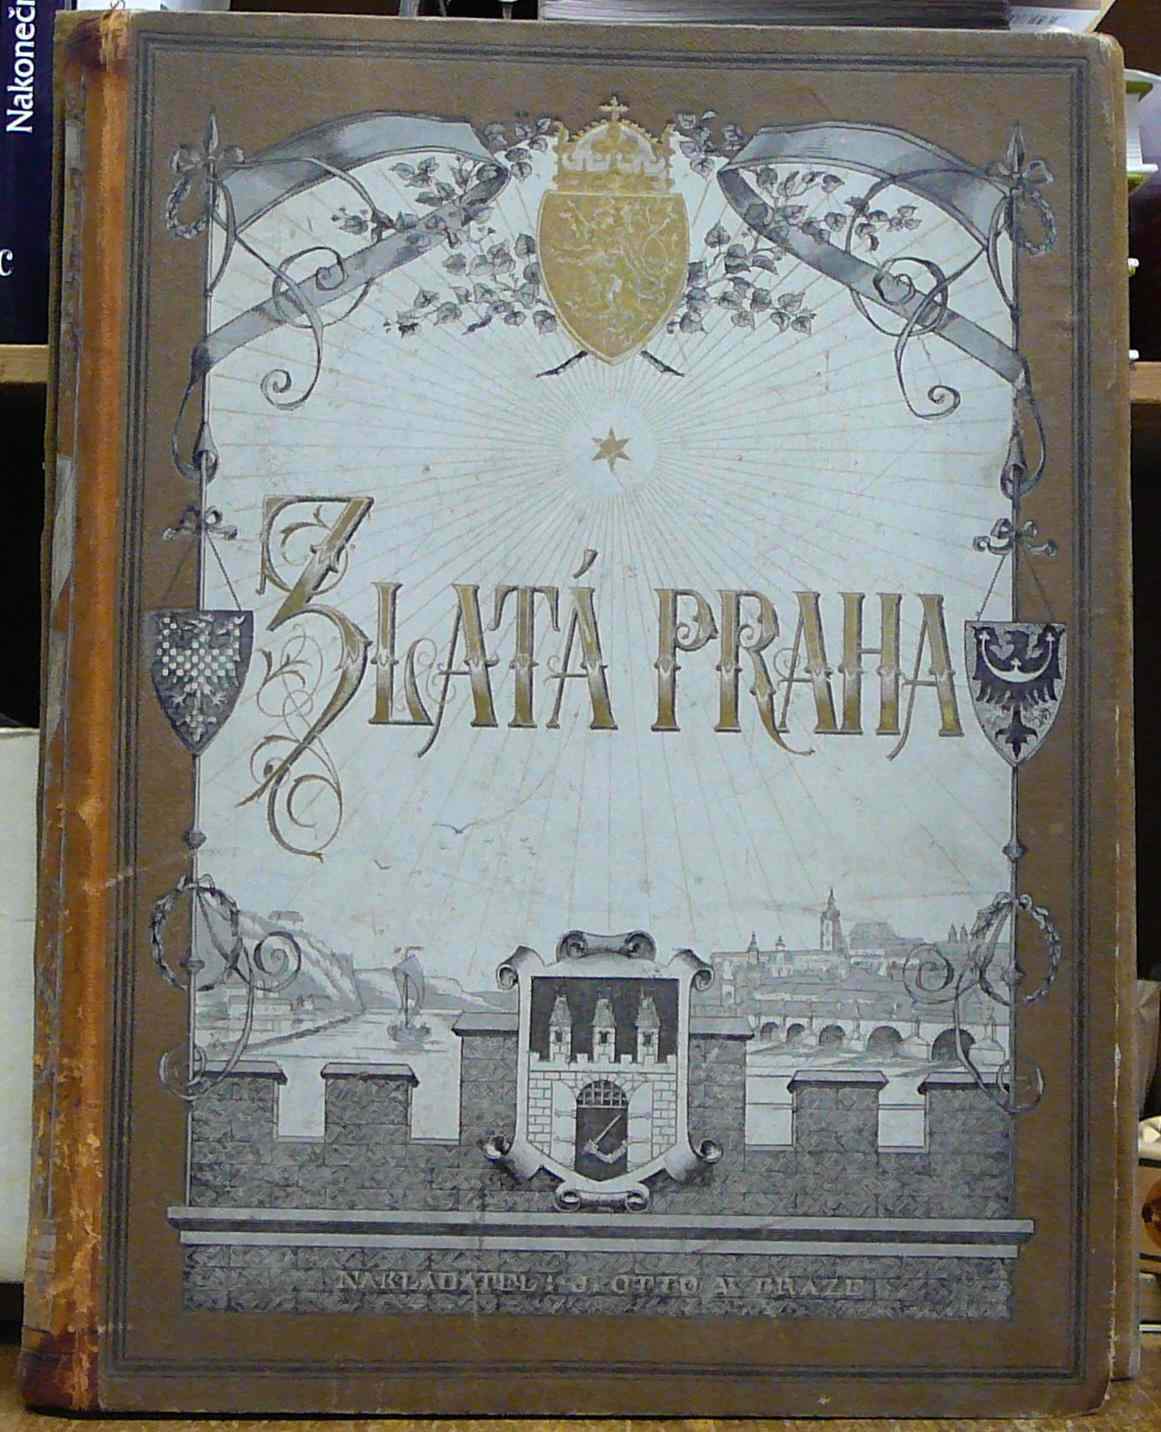 Nakoneč
ZLATÁ PRAHA
NAKLADATEL: J. OTTO V PRAZE